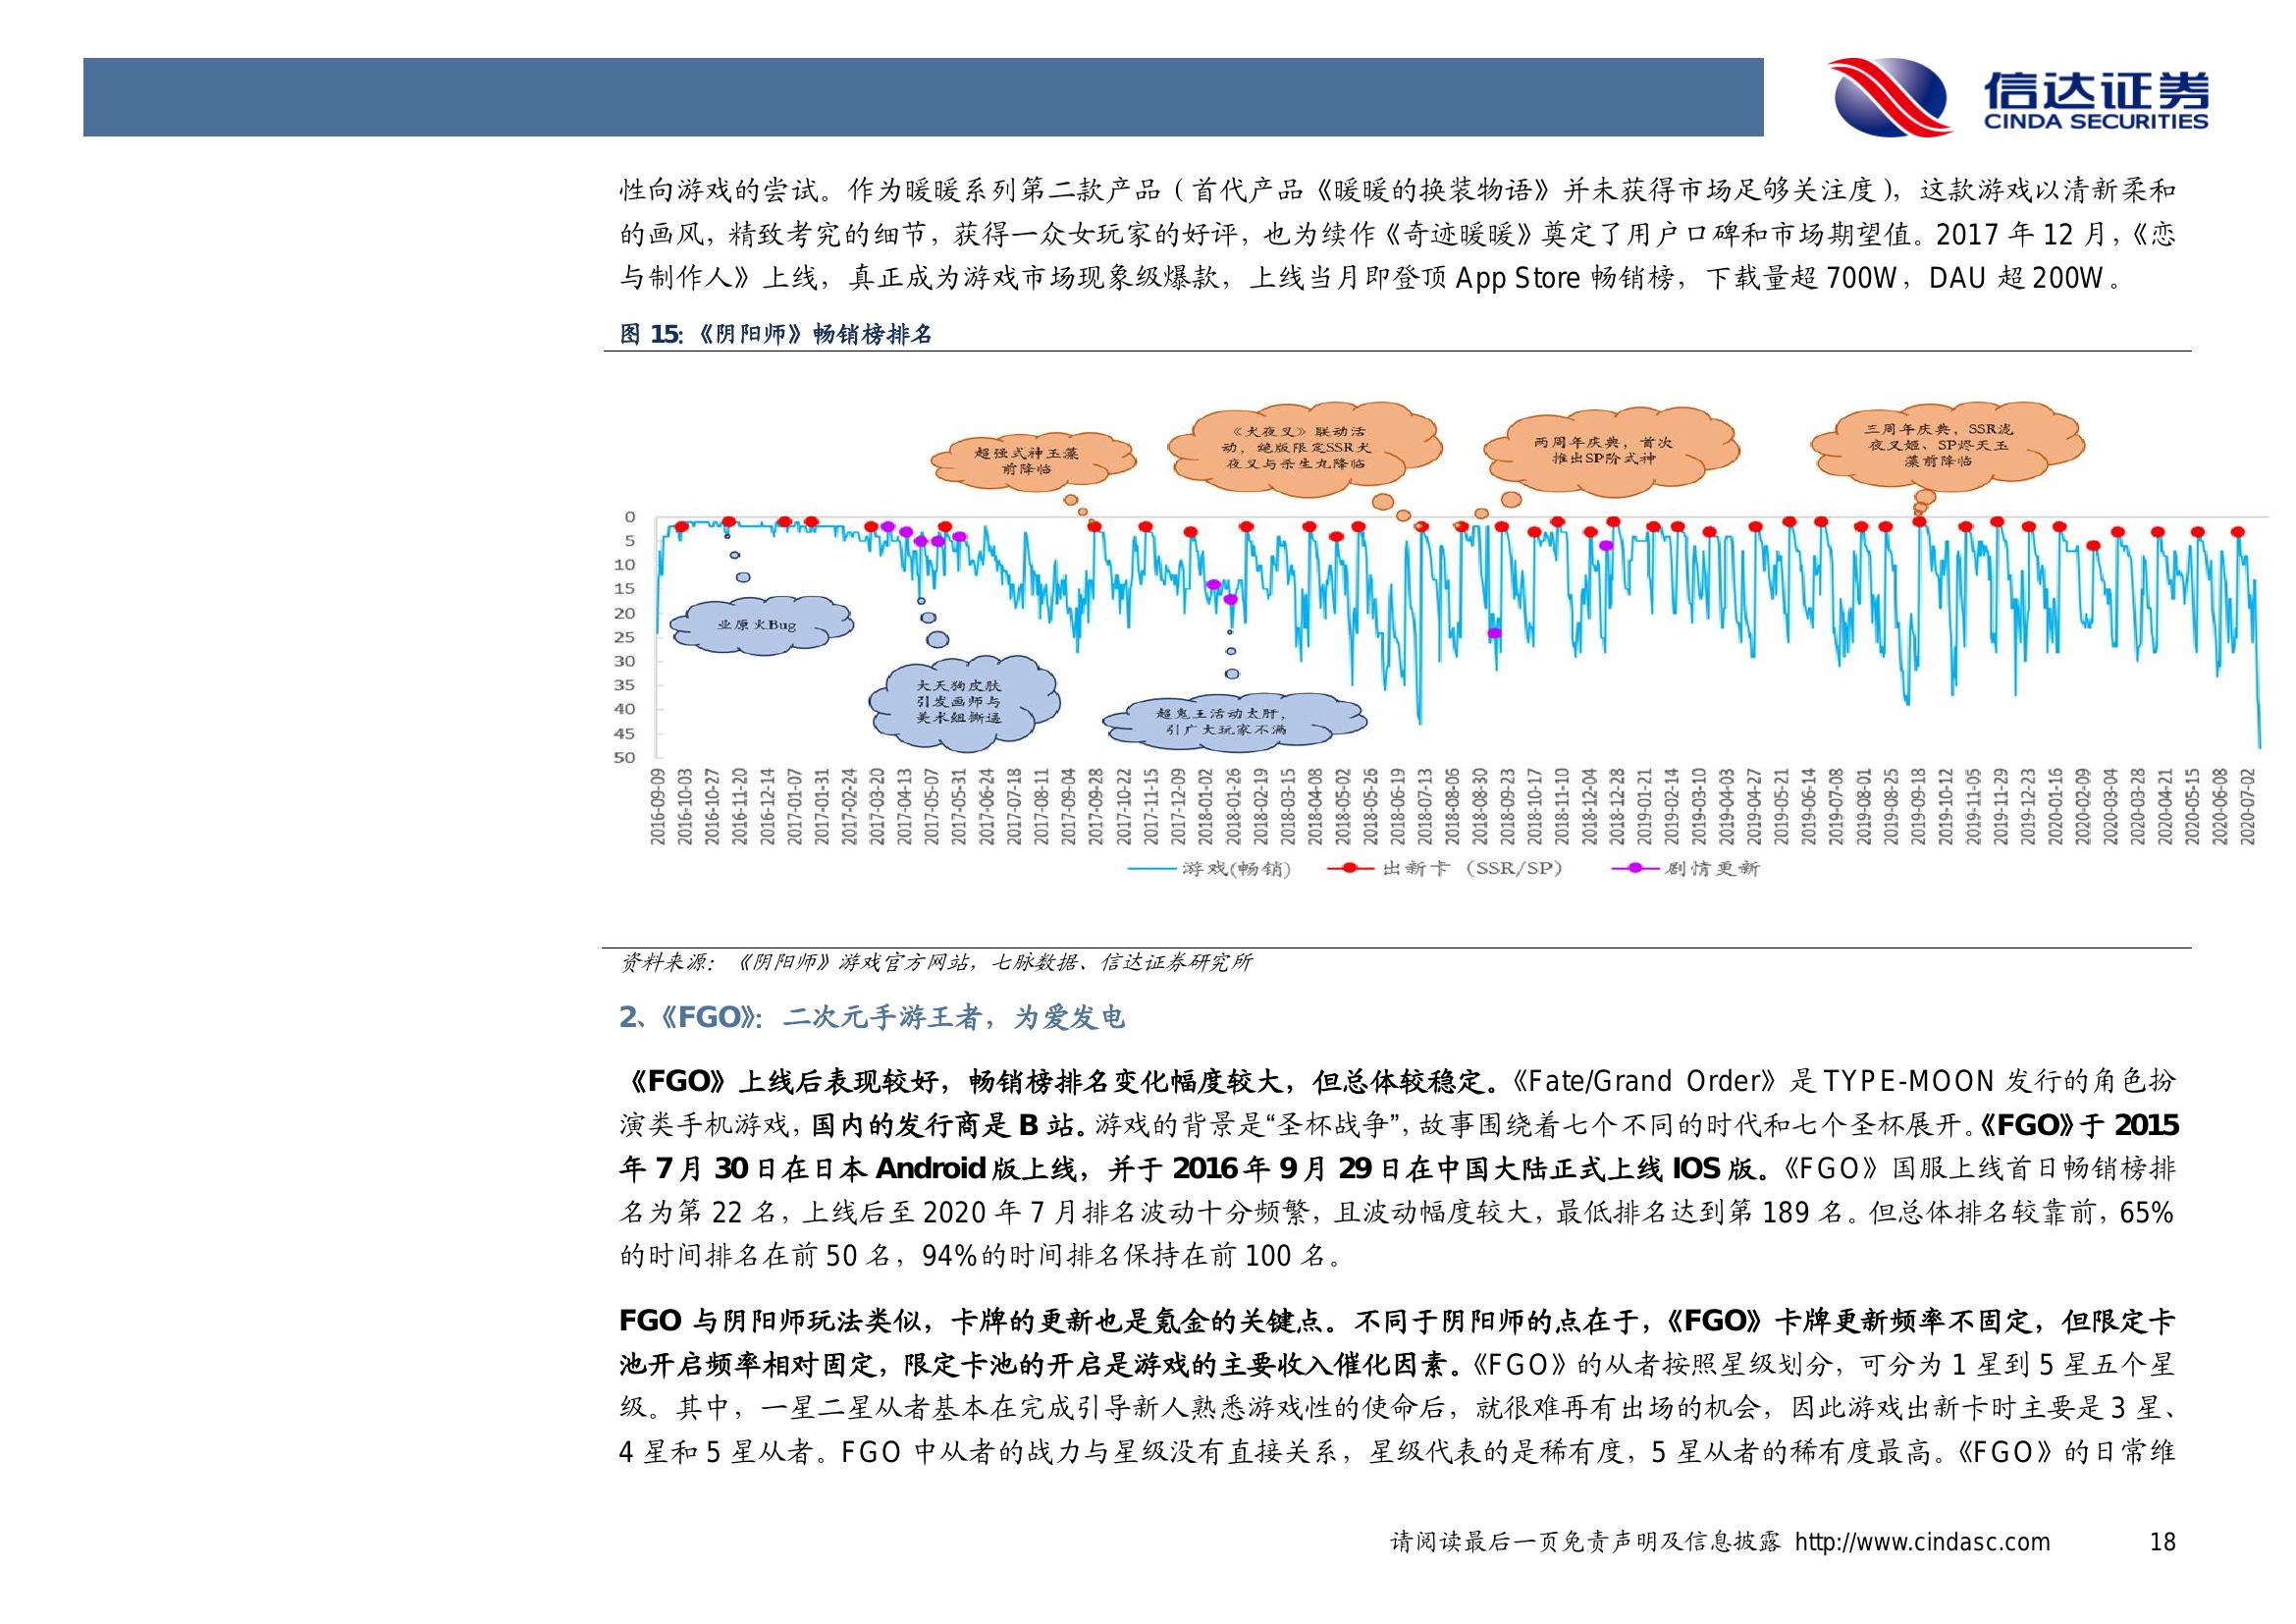 信达证券
CINDA SECURITIES
性向游戏的尝试。作为暖暖系列第二款产品（首代产品《暖暖的换装物语》并未获得市场足够关注度），这款游戏以清新柔和
的画风，精致考究的细节，获得一众女玩家的好评，也为续作《奇迹暖暖》奠定了用户口碑和市场期望值。2017 年 12 月，《恋
与制作人》上线，真正成为游戏市场现象级爆款，上线当月即登顶 App Store 畅销榜，下载量超 700W，DAU 超 200W。
图 15：《阴阳师》畅销榜排名
超强式神玉藻
前降临
《犬夜叉》联动活
动，绝版限定SSR犬
夜叉与杀生丸降临
两周年庆典，首次
推出SP阶式神
三周年庆典，SSR泷
夜叉姬、SP烬天玉
藻前降临
0
5
10
15
20
25
30
35
40
45
50
业原火Bug
大天狗皮肤
引发画师与
美术组撕逼
超鬼王活动太肝，
引广大玩家不满
2016-09-09
2016-10-03
2016-10-27
2016-11-20
2016-12-14
2017-01-07
2017-01-31
2017-02-24
2017-03-20
2017-04-13
2017-05-07
2017-05-31
2017-06-24
2017-07-18
2017-08-11
2017-09-04
2017-09-28
2017-10-22
2017-11-15
2017-12-09
2018-01-02
2018-01-26
2018-02-19
2018-03-15
2018-04-08
2018-05-02
2018-05-26
2018-06-19
2018-07-13
2018-08-06
2018-08-30
2018-09-23
2018-10-17
2018-11-10
2018-12-04
2018-12-28
2019-01-21
2019-02-14
2019-03-10
2019-04-03
2019-04-27
2019-05-21
2019-06-14
2019-07-08
2019-08-01
2019-08-25
2019-09-18
2019-10-12
2019-11-05
2019-11-29
2019-12-23
2020-01-16
2020-02-09
2020-03-04
2020-03-28
2020-04-21
2020-05-15
2020-06-08
2020-07-02
游戏(畅销)
出新卡（SSR/SP）
剧情更新
资料来源：《阴阳师》游戏官方网站，七脉数据、信达证券研究所
2、《FGO》：二次元手游王者，为爱发电
《FGO》上线后表现较好，畅销榜排名变化幅度较大，但总体较稳定。《Fate/Grand Order》是 TYPE-MOON 发行的角色扮
演类手机游戏，国内的发行商是 B 站。游戏的背景是“圣杯战争”，故事围绕着七个不同的时代和七个圣杯展开。《FGO》于 2015
年 7 月 30 日在日本 Android 版上线，并于 2016 年 9 月 29 日在中国大陆正式上线 IOS 版。《FGO》国服上线首日畅销榜排
名为第 22 名，上线后至 2020 年 7 月排名波动十分频繁，且波动幅度较大，最低排名达到第 189 名。但总体排名较靠前，65%
的时间排名在前 50 名，94%的时间排名保持在前 100 名。
FGO 与阴阳师玩法类似，卡牌的更新也是氪金的关键点。不同于阴阳师的点在于，《FGO》卡牌更新频率不固定，但限定卡
池开启频率相对固定，限定卡池的开启是游戏的主要收入催化因素。《FGO》的从者按照星级划分，可分为 1 星到 5 星五个星
级。其中，一星二星从者基本在完成引导新人熟悉游戏性的使命后，就很难再有出场的机会，因此游戏出新卡时主要是 3 星、
4 星和 5 星从者。FGO 中从者的战力与星级没有直接关系，星级代表的是稀有度，5 星从者的稀有度最高。《FGO》的日常维
请阅读最后一页免责声明及信息披露 http://www.cindasc.com 18